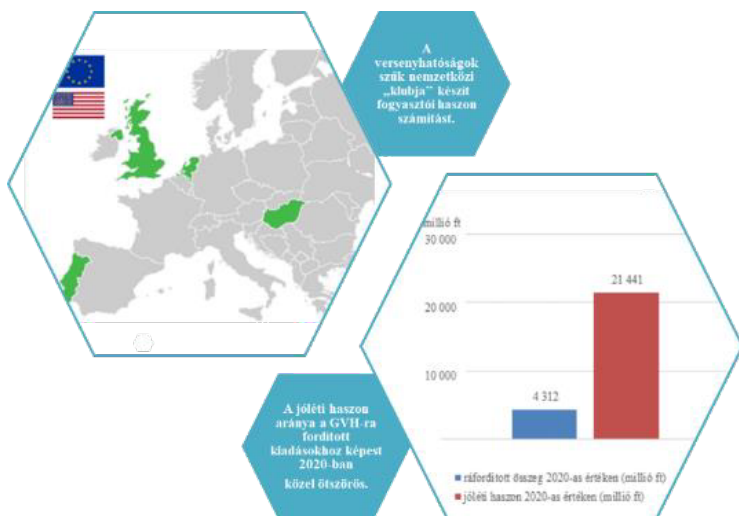 A
versenyhatóságok
szűk nemzetközi
„klubja” készít
fogyasztói haszon
számítást.
millió ft
30 000
21 441
20 000
10 000
4 312
A jóléti haszon
aránya a GVH-ra
fordított
kiadásokhoz képest
2020-ban
közel ötszörös.
ráfordított összeg 2020-as értéken (millió ft)
jóléti haszon 2020-as értéken (millió ft)